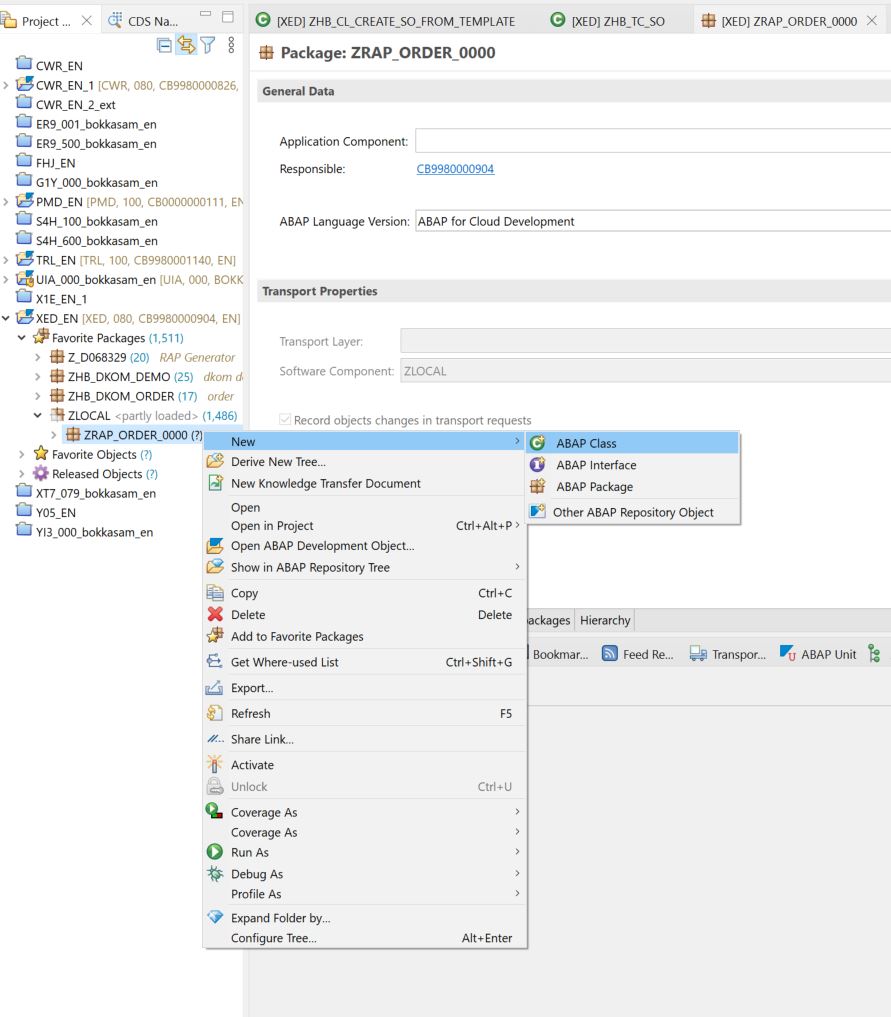 Project ...
CDS Na...
[XED] ZHB_CL_CREATE_SO_FROM_TEMPLATE
[XED] ZHB_TC_SO
[XED] ZRAP_ORDER_0000
CWR_EN
CWR_EN_1 [CWR, 080, CB9980000826,
CWR_EN_2_ext
ER9_001_bokkasam_en
ER9_500_bokkasam_en
FHJ_EN
G1Y_000_bokkasam_en
PMD_EN [PMD, 100, CB0000000111, EN
S4H_100_bokkasam_en
S4H_600_bokkasam_en
TRL_EN [TRL, 100, CB9980001140, EN]
UIA_000_bokkasam_en [UIA, 000, BOKK
X1E_EN_1
XED_EN [XED, 080, CB9980000904, EN]
Favorite Packages (1,511)
Z_D068329 (20) RAP Generator
ZHB_DKOM_DEMO (25) dkom d
ZHB_DKOM_ORDER (17) order
ZLOCAL <partly loaded> (1,486)
ZRAP_ORDER_0000 (?)
Favorite Objects (?)
Released Objects (?)
XT7_079_bokkasam_en
Y05_EN
YI3_000_bokkasam_en
Package: ZRAP_ORDER_0000
General Data
Application Component:
Responsible: CB9980000904
ABAP Language Version: ABAP for Cloud Development
Transport Properties
Transport Layer:
Software Component: ZLOCAL
Record objects changes in transport requests
New
Derive New Tree...
New Knowledge Transfer Document
Open
Open in Project Ctrl+Alt+P
Open ABAP Development Object...
Show in ABAP Repository Tree
Copy Ctrl+C
Delete Delete
Add to Favorite Packages
Get Where-used List Ctrl+Shift+G
Export...
Refresh F5
Share Link...
Activate
Unlock Ctrl+U
Coverage As
Coverage As
Run As
Debug As
Profile As
Expand Folder by...
Configure Tree... Alt+Enter
ABAP Class
ABAP Interface
ABAP Package
Other ABAP Repository Object
ackages Hierarchy
Bookmar... Feed Re... Transpor... ABAP Unit